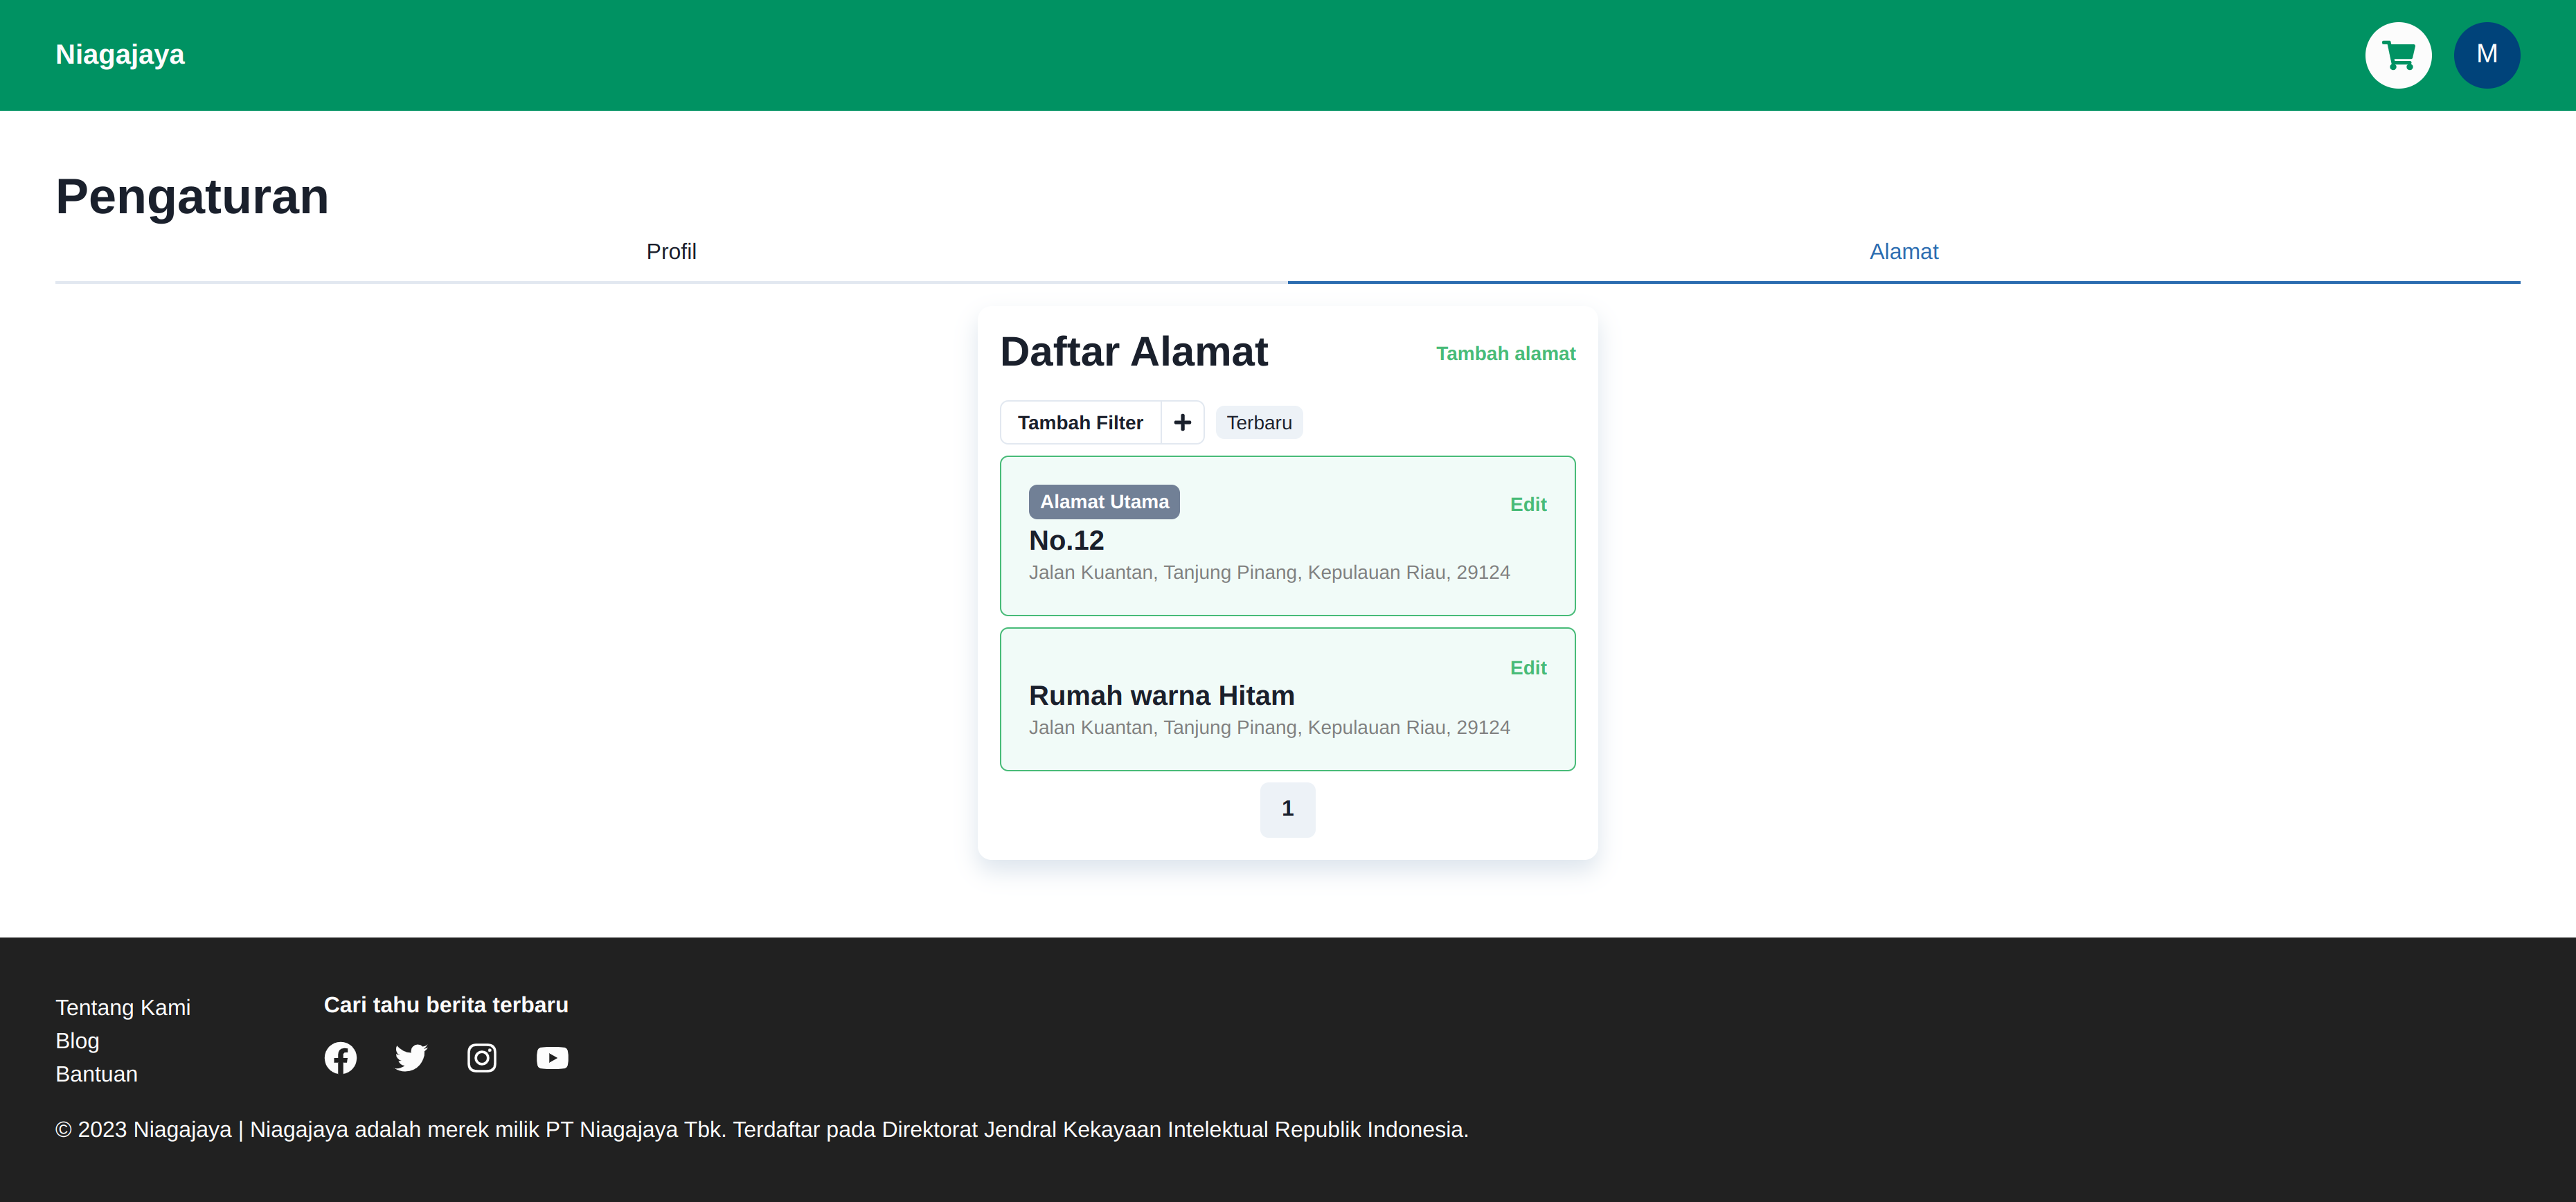 Niagajaya
M
Pengaturan
Profil
Alamat
Daftar Alamat
Tambah alamat
Tambah Filter
Terbaru
Alamat Utama
Edit
No.12
Jalan Kuantan, Tanjung Pinang, Kepulauan Riau, 29124
Edit
Rumah warna Hitam
Jalan Kuantan, Tanjung Pinang, Kepulauan Riau, 29124
1
Tentang Kami
Blog
Bantuan
Cari tahu berita terbaru
© 2023 Niagajaya | Niagajaya adalah merek milik PT Niagajaya Tbk. Terdaftar pada Direktorat Jendral Kekayaan Intelektual Republik Indonesia.